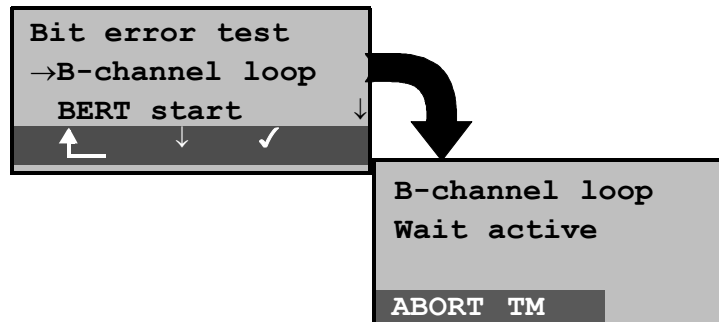 Bit error test
→B-channel loop
BERT start ↓
↓ ✓
B-channel loop
Wait active
ABORT TM